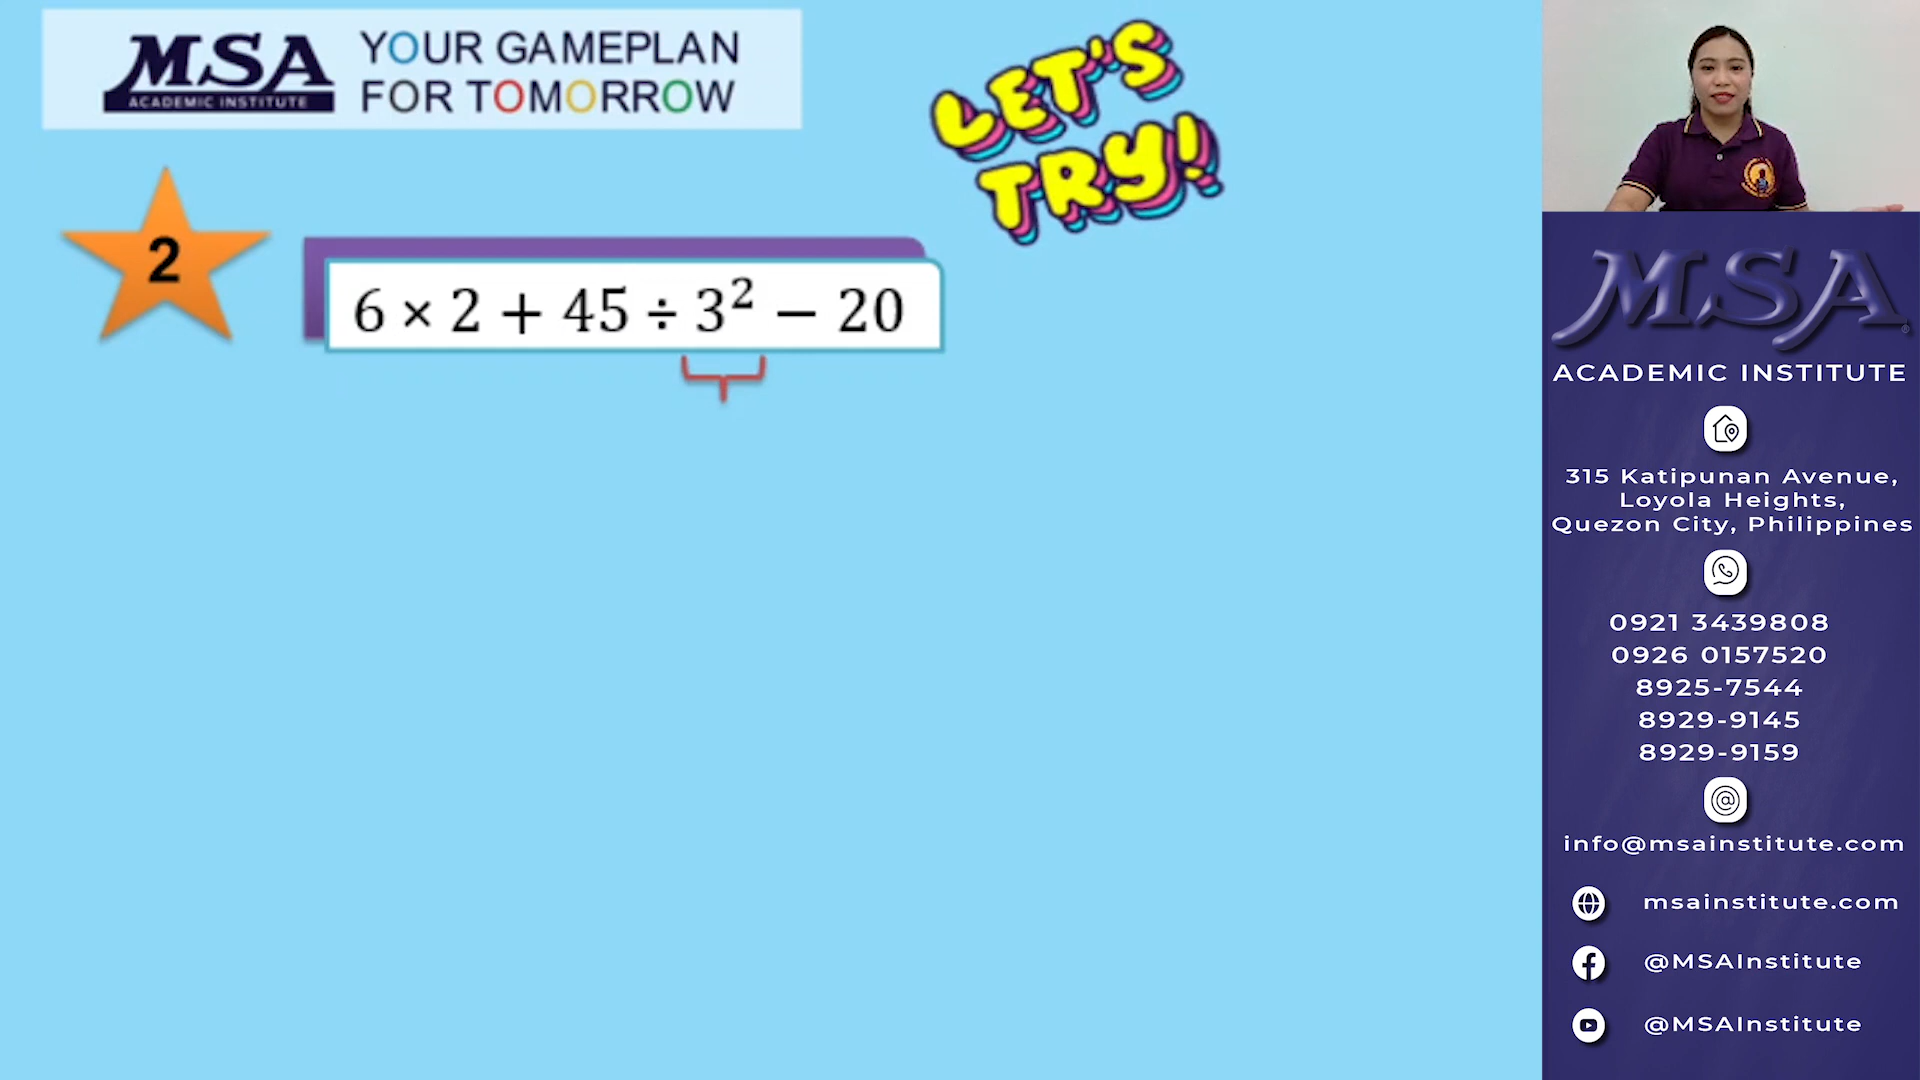 MSA
ACADEMIC INSTITUTE
YOUR GAMEPLAN
FOR TOMORROW
LET'S
TRY!
2
6 × 2 + 45 ÷ 3² − 20
MSA
®
ACADEMIC INSTITUTE
315 Katipunan Avenue,
Loyola Heights,
Quezon City, Philippines
0921 3439808
0926 0157520
8925-7544
8929-9145
8929-9159
info@msainstitute.com
msainstitute.com
@MSAInstitute
@MSAInstitute